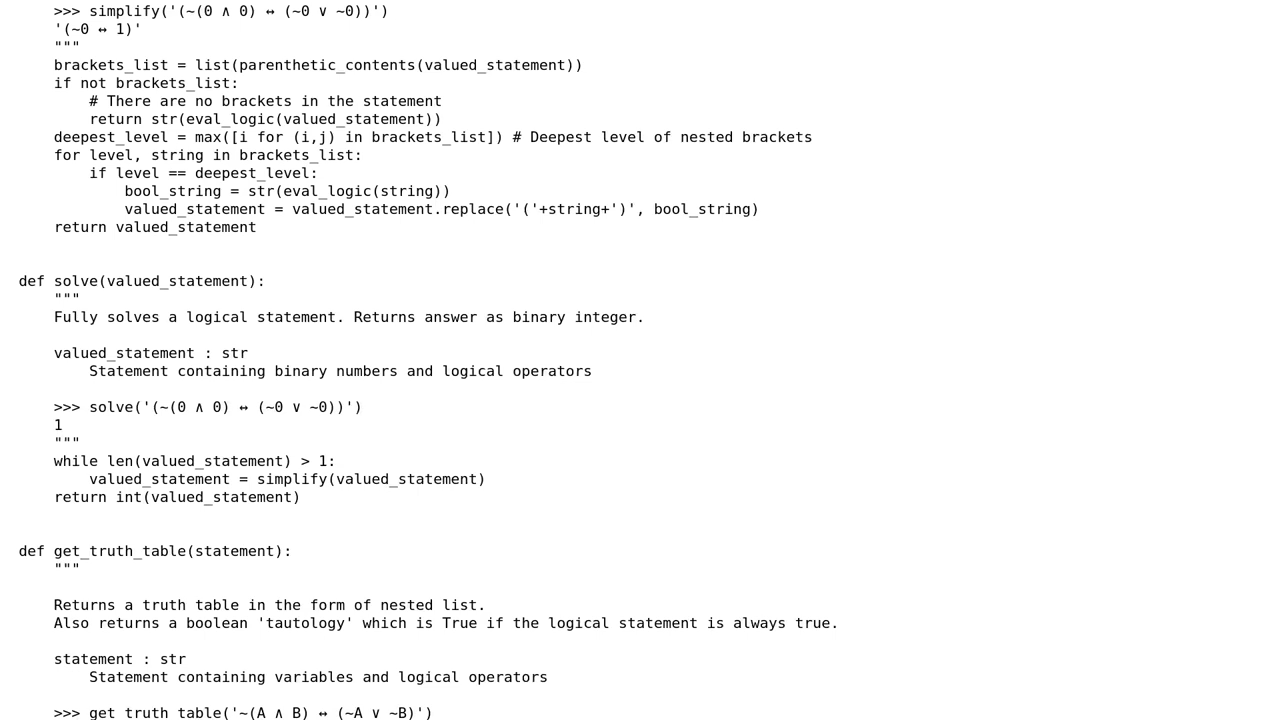 >>> simplify('(~(0 ∧ 0) ↔ (~0 ∨ ~0))')
    '(~0 ↔ 1)'
    """
    brackets_list = list(parenthetic_contents(valued_statement))
    if not brackets_list:
        # There are no brackets in the statement
        return str(eval_logic(valued_statement))
    deepest_level = max([i for (i,j) in brackets_list]) # Deepest level of nested brackets
    for level, string in brackets_list:
        if level == deepest_level:
            bool_string = str(eval_logic(string))
            valued_statement = valued_statement.replace('('+string+')', bool_string)
    return valued_statement


def solve(valued_statement):
    """
    Fully solves a logical statement. Returns answer as binary integer.

    valued_statement : str
        Statement containing binary numbers and logical operators

    >>> solve('(~(0 ∧ 0) ↔ (~0 ∨ ~0))')
    1
    """
    while len(valued_statement) > 1:
        valued_statement = simplify(valued_statement)
    return int(valued_statement)


def get_truth_table(statement):
    """

    Returns a truth table in the form of nested list.
    Also returns a boolean 'tautology' which is True if the logical statement is always true.

    statement : str
        Statement containing variables and logical operators

    >>> get_truth_table('~(A ∧ B) ↔ (~A ∨ ~B)')